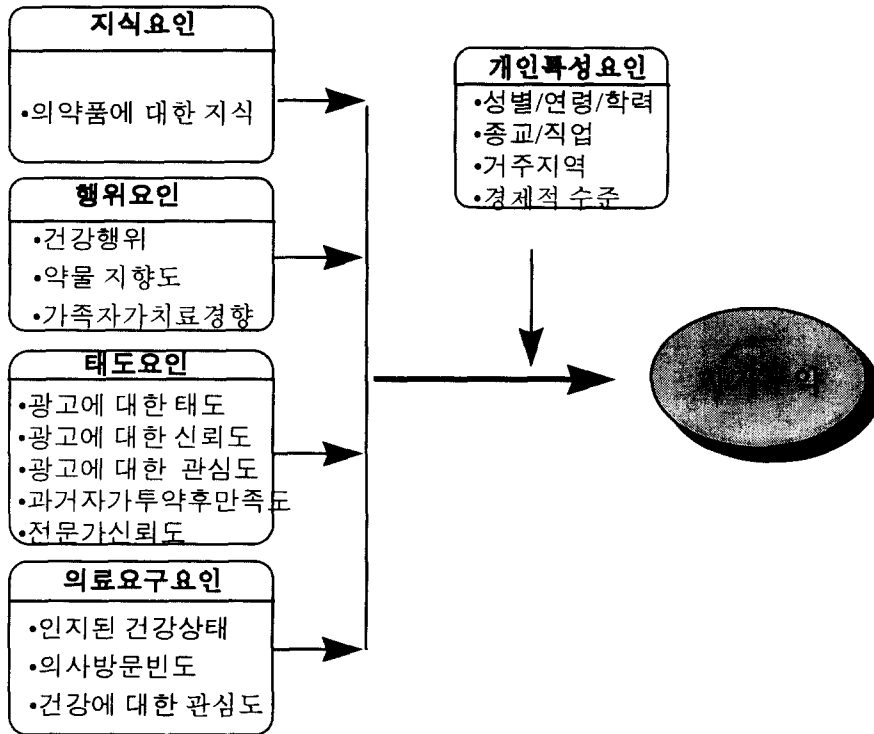 지식요인
•의약품에 대한 지식
행위요인
•건강행위
•약물 지향도
•가족자가치료경향
태도요인
•광고에 대한 태도
•광고에 대한 신뢰도
•광고에 대한 관심도
•과거자가투약후만족도
•전문가신뢰도
의료요구요인
•인지된 건강상태
•의사방문빈도
•건강에 대한 관심도
개인특성요인
•성별/연령/학력
•종교/직업
•거주지역
•경제적 수준